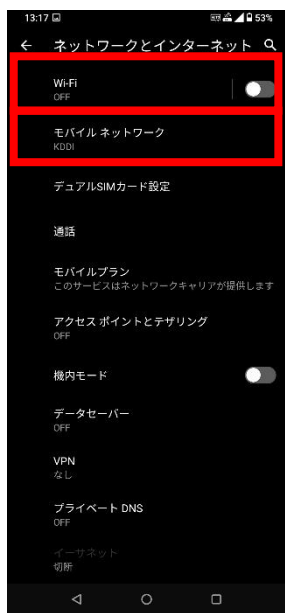 13:17 53%
ネットワークとインターネット
Wi-Fi
OFF
モバイル ネットワーク
KDDI
デュアルSIMカード設定
通話
モバイルプラン
このサービスはネットワークキャリアが提供します
アクセス ポイントとテザリング
OFF
機内モード
データセーバー
OFF
VPN
なし
プライベート DNS
OFF
イーサネット
切断